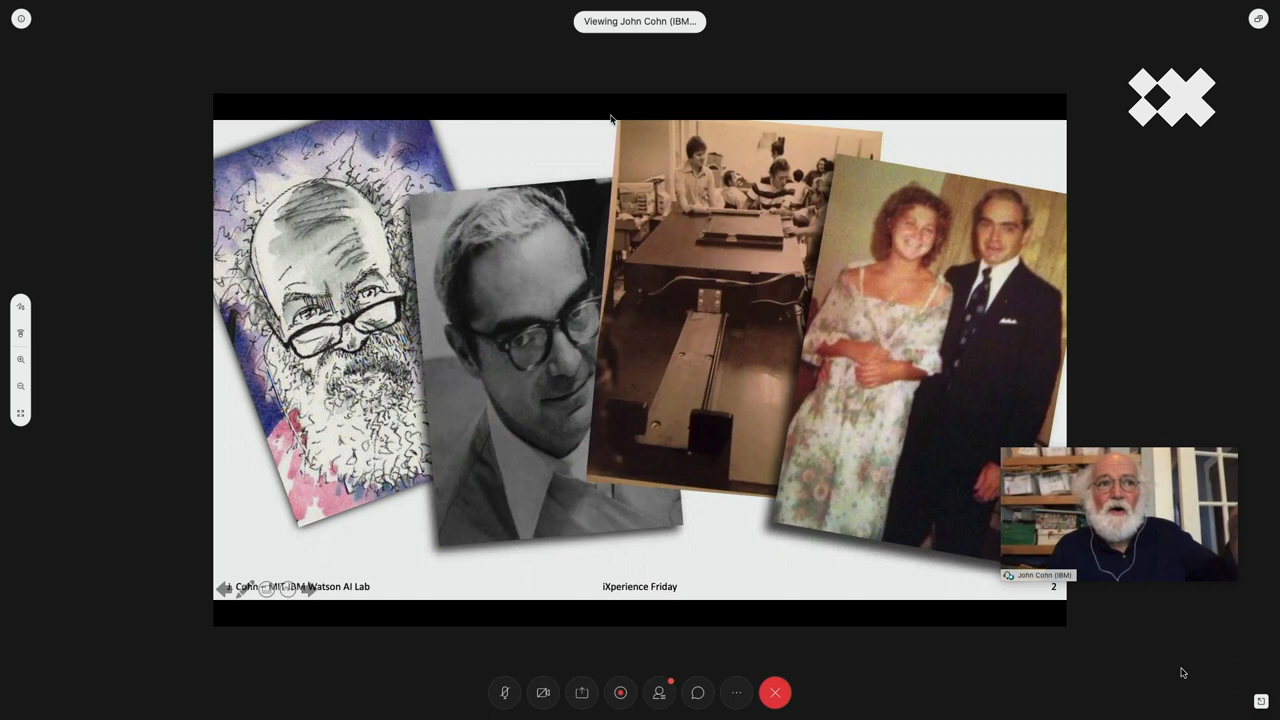 Viewing John Cohn (IBM...
J. Cohn – MIT-IBM Watson AI Lab
iXperience Friday
2
John Cohn (IBM)